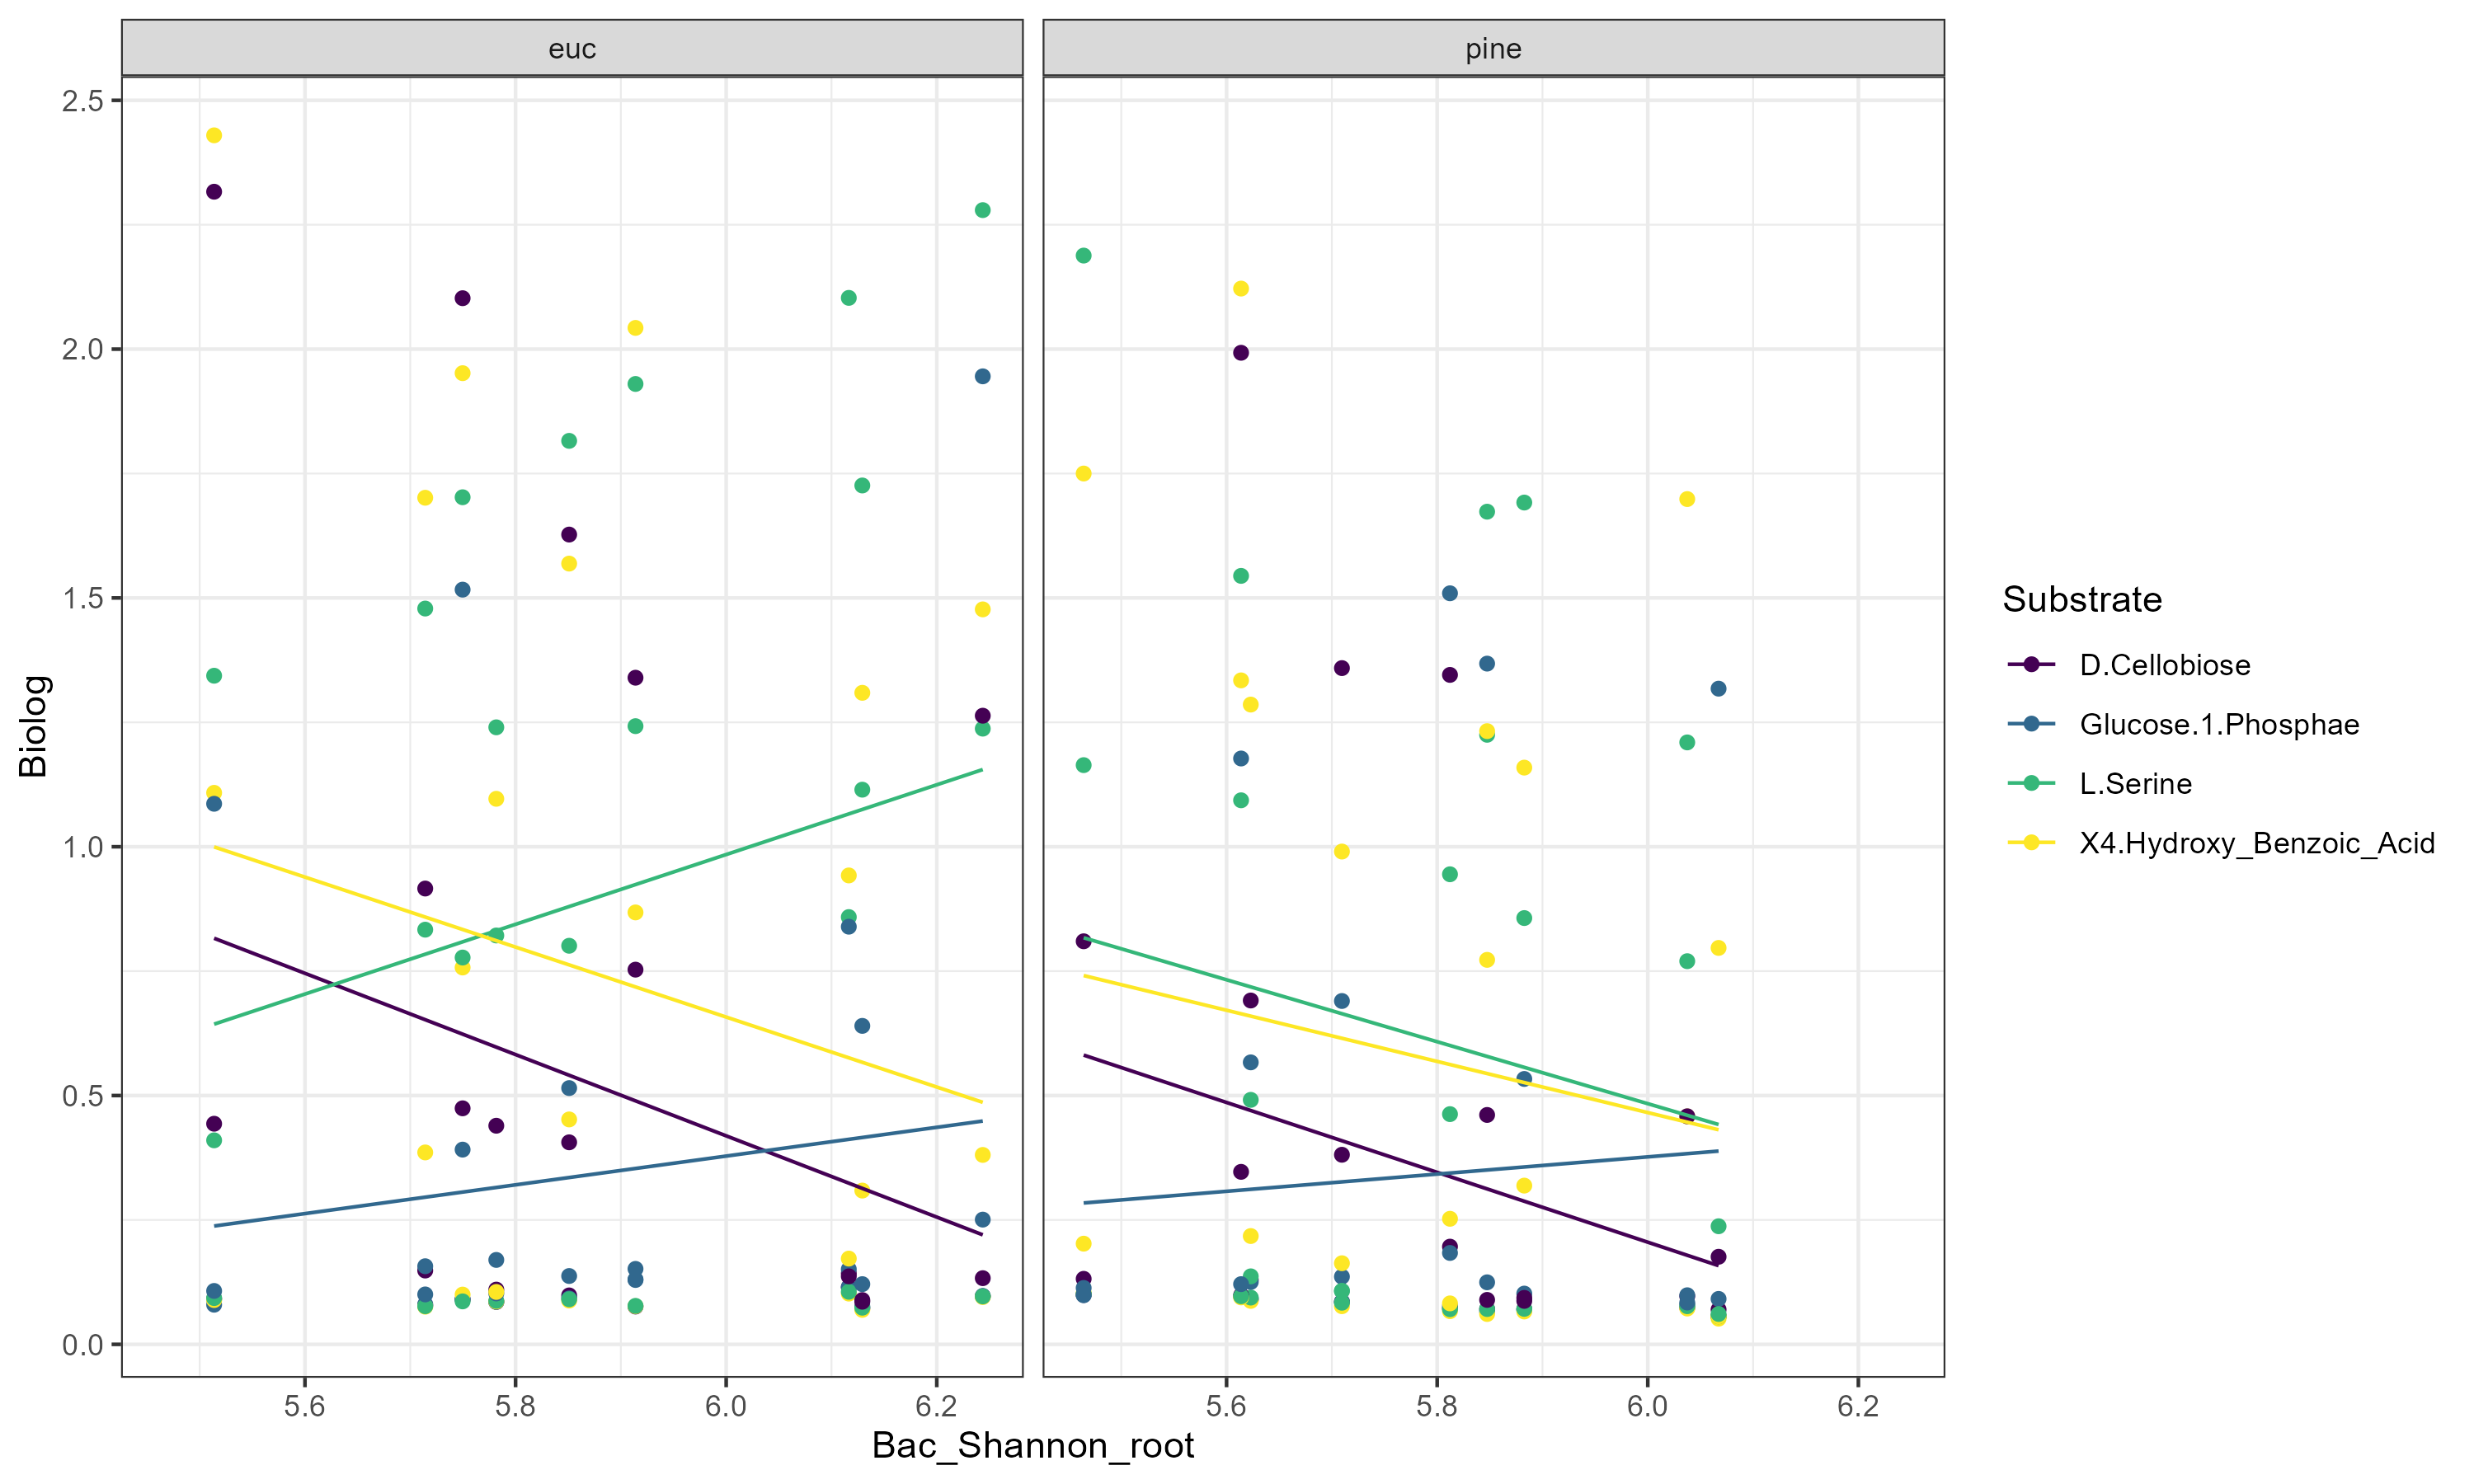 euc
pine
2.5
2.0
1.5
1.0
0.5
0.0
Biolog
5.6 5.8 6.0 6.2
5.6 5.8 6.0 6.2
Bac_Shannon_root
Substrate
D.Cellobiose
Glucose.1.Phosphae
L.Serine
X4.Hydroxy_Benzoic_Acid